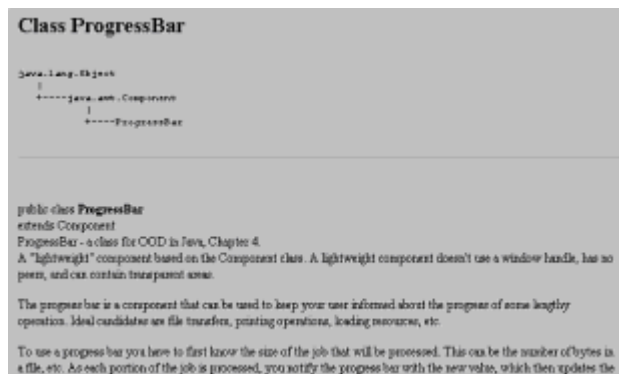 Class ProgressBar
java.lang.Object
|
+----java.awt.Component
|
+----ProgressBar
public class ProgressBar
extends Component
ProgressBar - a class for OOD in Java, Chapter 4.
A "lightweight" component based on the Component class. A lightweight component doesn't use a window handle, has no
peers, and can contain transparent areas.
The progress bar is a component that can be used to keep your user informed about the progress of some lengthy
operation. Ideal candidates are file transfers, printing operations, loading resources, etc.
To use a progress bar you have to first know the size of the job that will be processed. This can be the number of bytes in
a file, etc. As each portion of the job is processed, you notify the progress bar with the new value, which then updates the